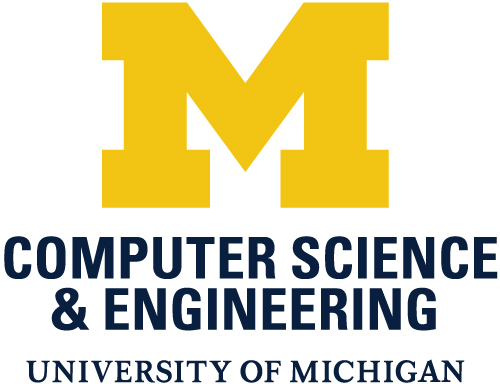 M
COMPUTER SCIENCE
& ENGINEERING
UNIVERSITY OF MICHIGAN